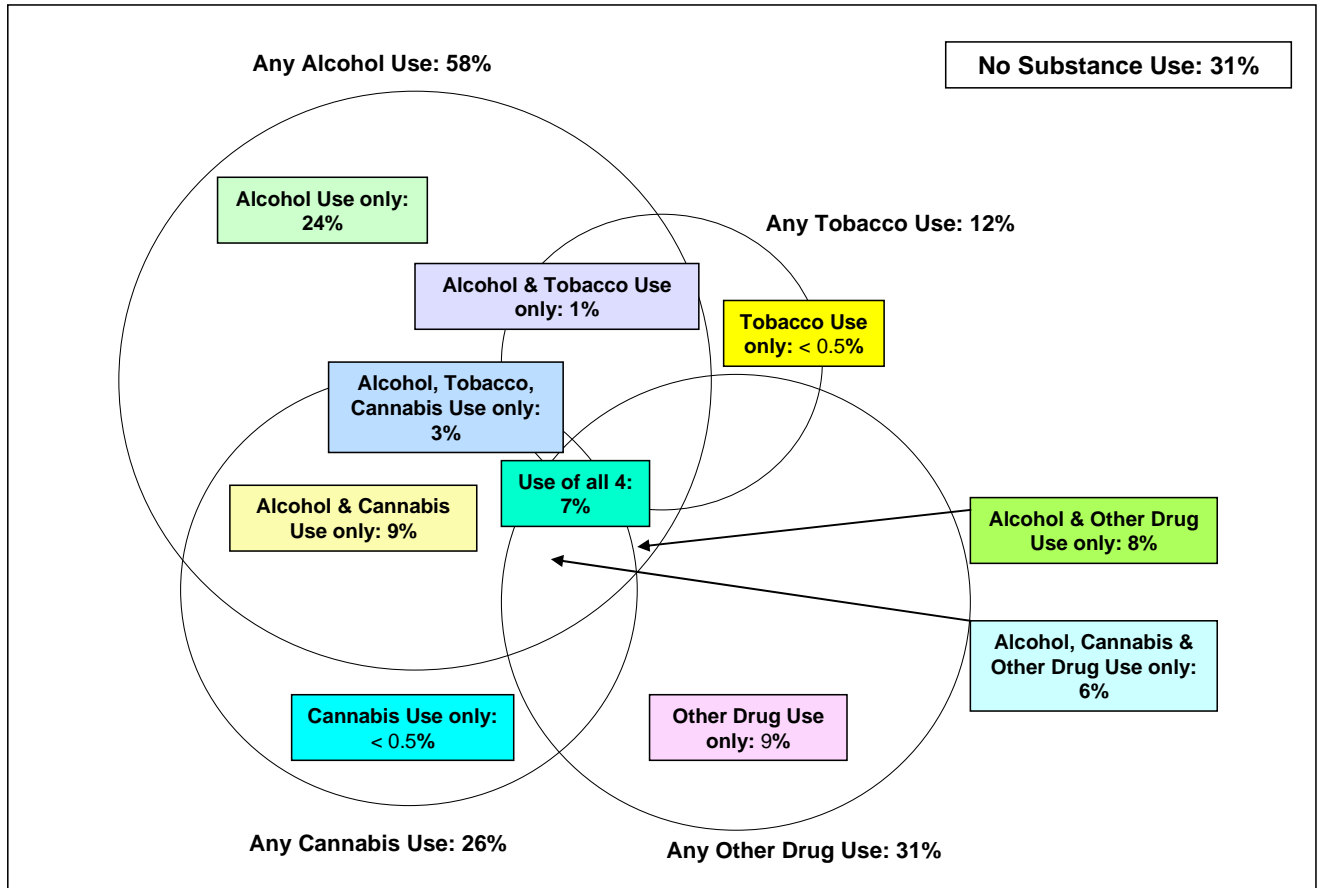 Any Alcohol Use: 58%
No Substance Use: 31%
Alcohol Use only:
24%
Any Tobacco Use: 12%
Alcohol & Tobacco Use
only: 1%
Tobacco Use
only: < 0.5%
Alcohol, Tobacco,
Cannabis Use only:
3%
Use of all 4:
7%
Alcohol & Cannabis
Use only: 9%
Alcohol & Other Drug
Use only: 8%
Alcohol, Cannabis &
Other Drug Use only:
6%
Cannabis Use only:
< 0.5%
Other Drug Use
only: 9%
Any Cannabis Use: 26%
Any Other Drug Use: 31%